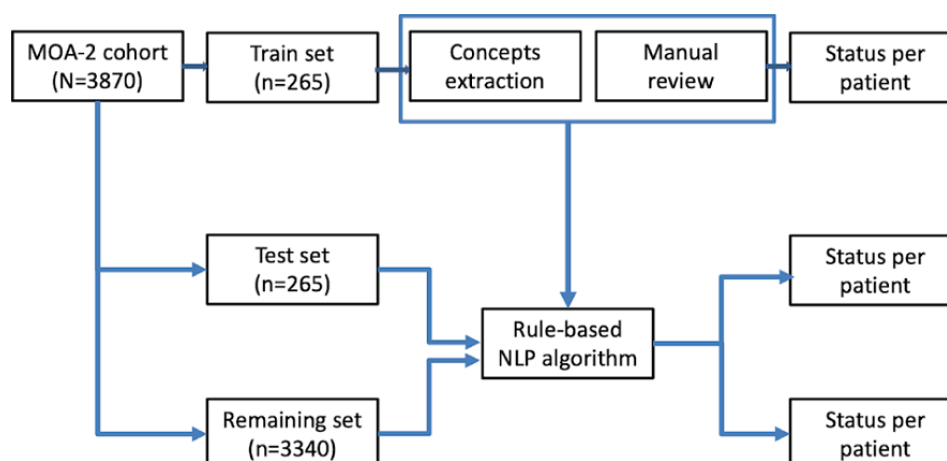 MOA-2 cohort
(N=3870)
Train set
(n=265)
Concepts
extraction
Manual
review
Status per
patient
Test set
(n=265)
Rule-based
NLP algorithm
Status per
patient
Remaining set
(n=3340)
Status per
patient